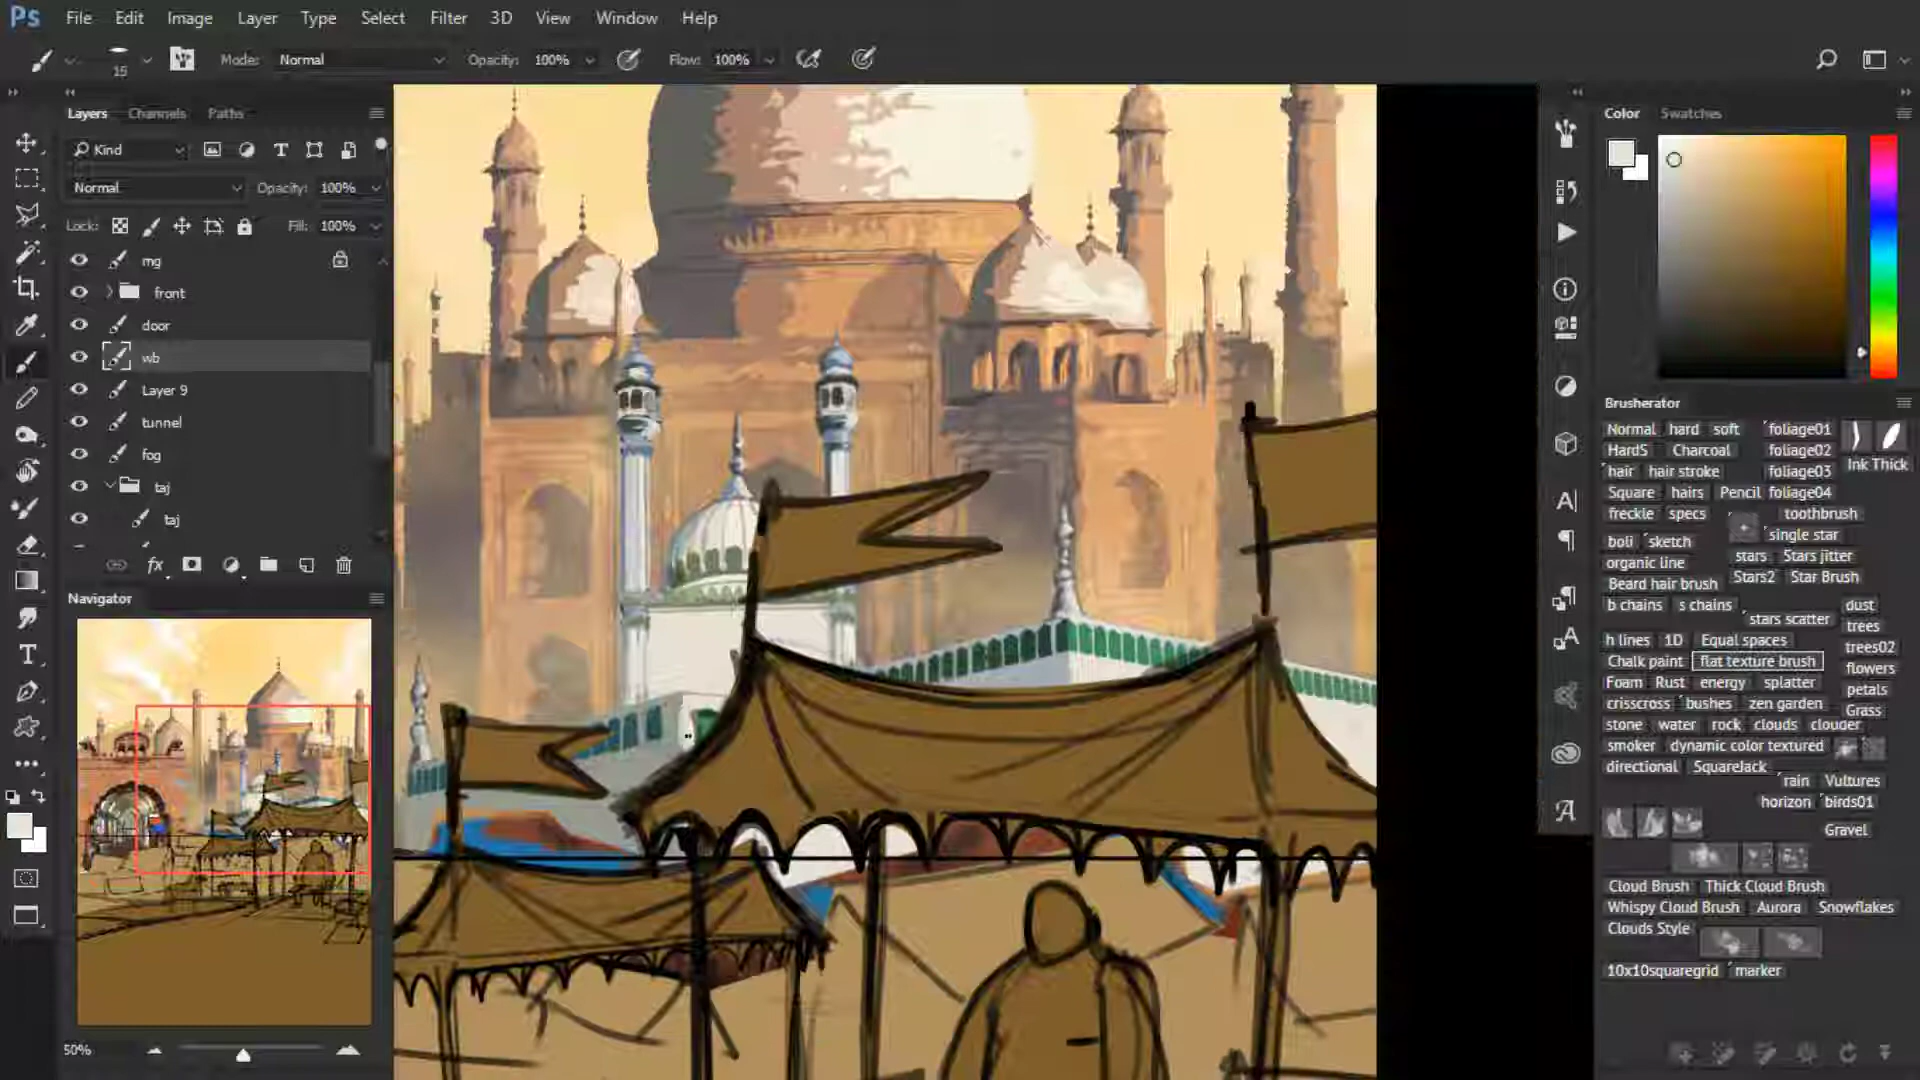 Ps File Edit Image Layer Type Select Filter 3D View Window Help
15 Mode: Normal Opacity: 100% Flow: 100%
Layers Channels Paths
Kind
Normal Opacity: 100%
Lock: Fill: 100%
mg
front
door
wb
Layer 9
tunnel
fog
taj
taj
fx
Navigator
50%
Color Swatches
Brusherator
Normal hard soft foliage01
HardS Charcoal foliage02
Ink Thick
hair hair stroke foliage03
Square hairs Pencil foliage04
freckle specs toothbrush
single star
boli sketch
stars Stars jitter
organic line
Stars2 Star Brush
Beard hair brush
b chains s chains dust
stars scatter trees
h lines 1D Equal spaces trees02
Chalk paint flat texture brush flowers
Foam Rust energy splatter petals
crisscross bushes zen garden Grass
stone water rock clouds clouder
smoker dynamic color textured
directional SquareJack
rain Vultures
horizon birds01
Gravel
Cloud Brush Thick Cloud Brush
Whispy Cloud Brush Aurora Snowflakes
Clouds Style
10x10squaregrid marker